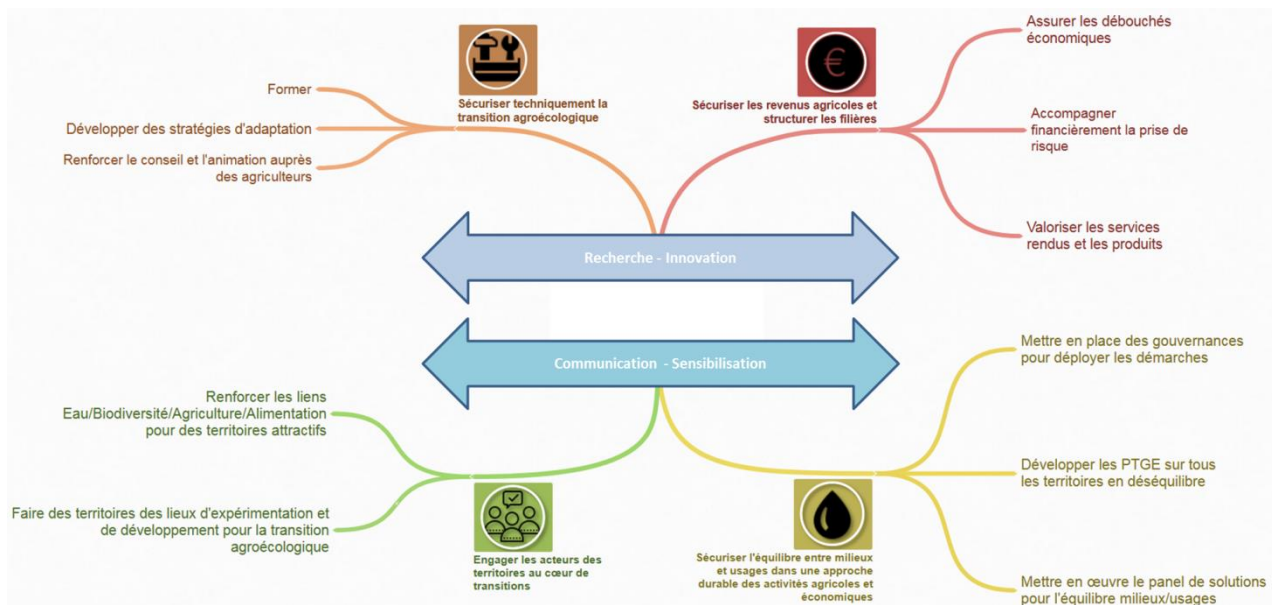 Sécuriser techniquement la
transition agroécologique
Former
Développer des stratégies d'adaptation
Renforcer le conseil et l'animation auprès
des agriculteurs
€
Sécuriser les revenus agricoles et
structurer les filières
Assurer les débouchés
économiques
Accompagner
financièrement la prise de
risque
Valoriser les services
rendus et les produits
Recherche - Innovation
Communication - Sensibilisation
Renforcer les liens
Eau/Biodiversité/Agriculture/Alimentation
pour des territoires attractifs
Faire des territoires des lieux d'expérimentation et
de développement pour la transition
agroécologique
Engager les acteurs des
territoires au cœur de
transitions
Sécuriser l'équilibre entre milieux
et usages dans une approche
durable des activités agricoles et
économiques
Mettre en place des gouvernances
pour déployer les démarches
Développer les PTGE sur tous
les territoires en déséquilibre
Mettre en œuvre le panel de solutions
pour l'équilibre milieu/usages